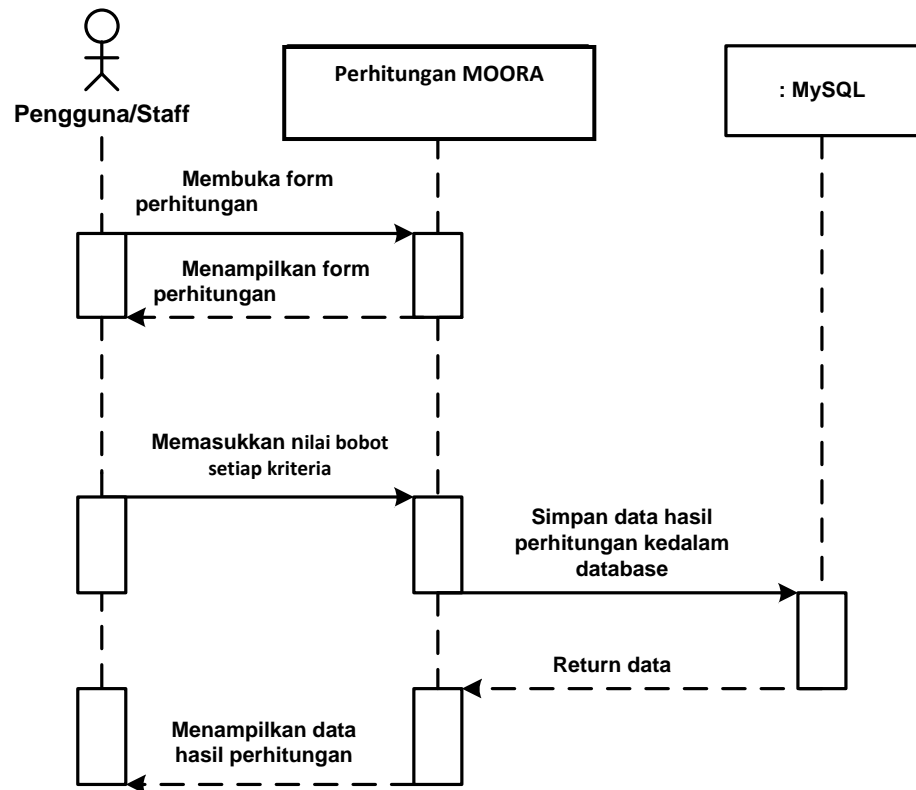 Perhitungan MOORA
: MySQL
Pengguna/Staff
Membuka form
perhitungan
Menampilkan form
perhitungan
Memasukkan nilai bobot
setiap kriteria
Simpan data hasil
perhitungan kedalam
database
Return data
Menampilkan data
hasil perhitungan